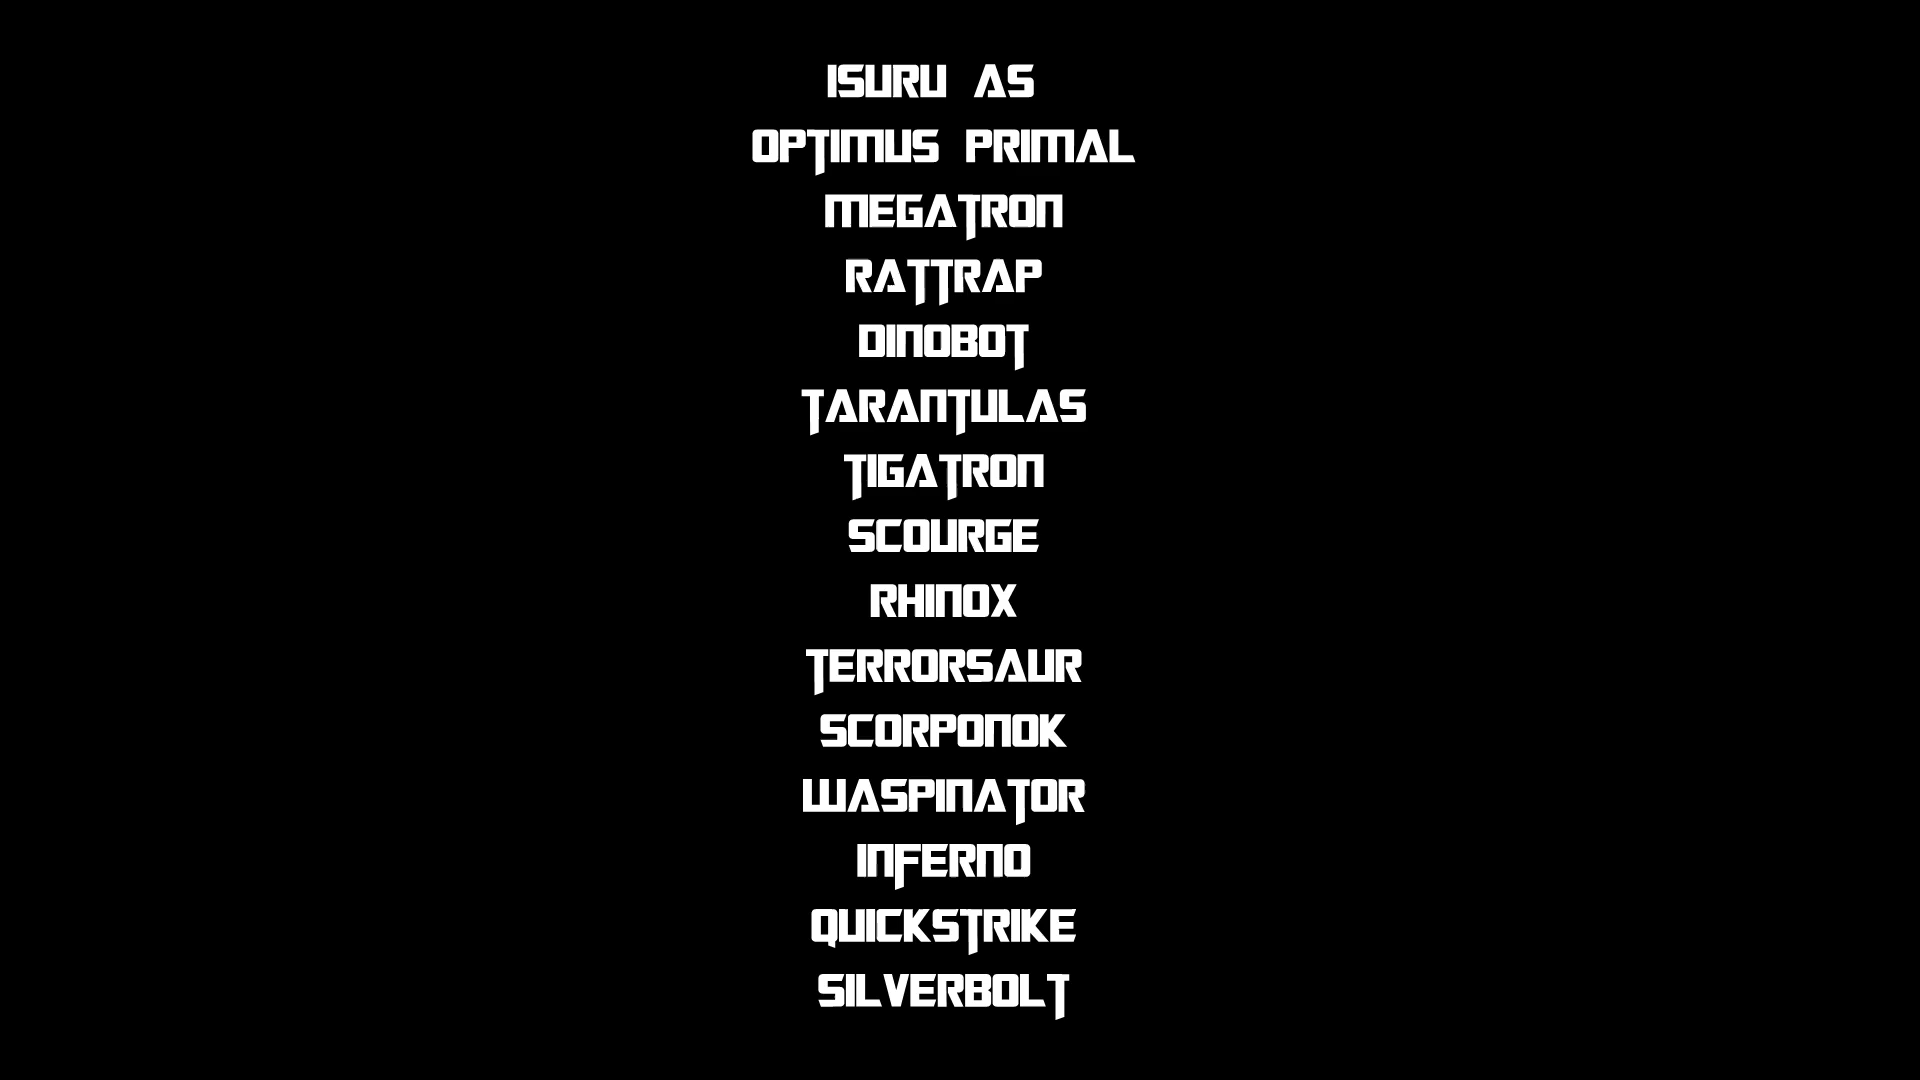 ISURU AS
OPTIMUS PRIMAL
MEGATRON
RATTRAP
DINOBOT
TARANTULAS
TIGATRON
SCOURGE
RHINOX
TERRORSAUR
SCORPONOK
WASPINATOR
INFERNO
QUICKSTRIKE
SILVERBOLT